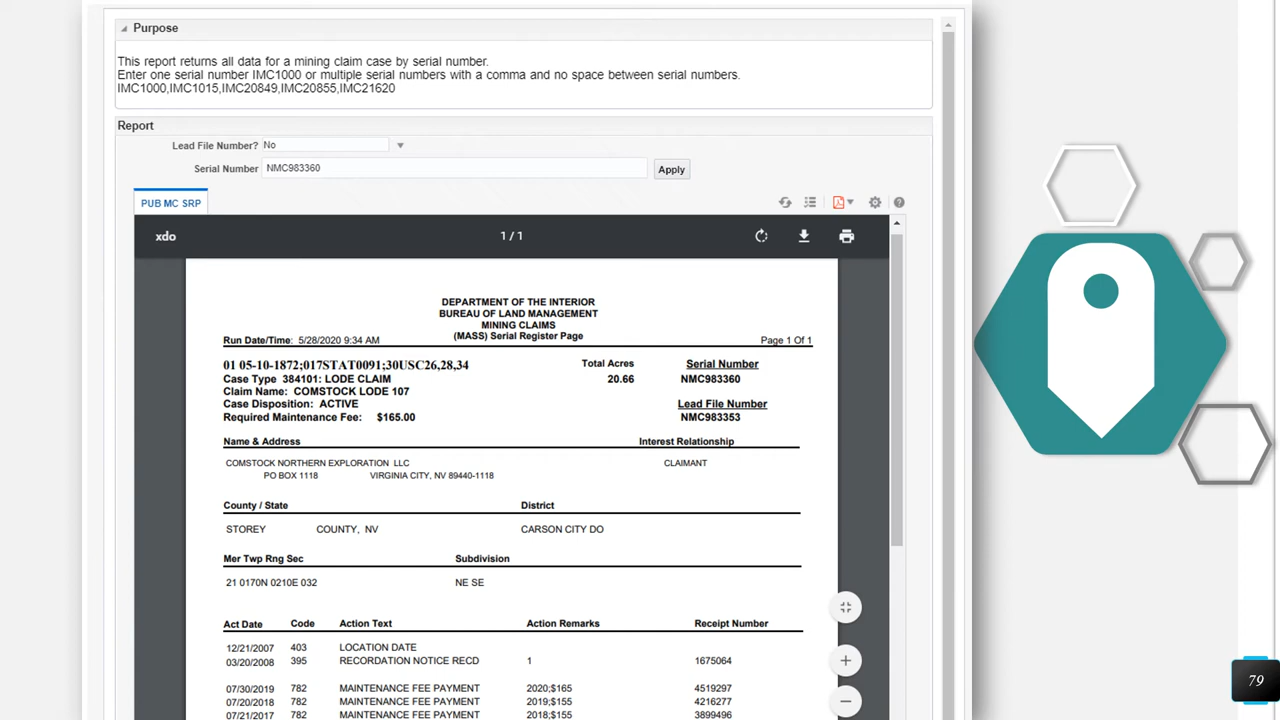 Purpose
This report returns all data for a mining claim case by serial number.
Enter one serial number IMC1000 or multiple serial numbers with a comma and no space between serial numbers.
IMC1000,IMC1015,IMC20849,IMC20855,IMC21620
Report
Lead File Number? No
Serial Number NMC983360 Apply
PUB MC SRP
xdo 1 / 1
DEPARTMENT OF THE INTERIOR
BUREAU OF LAND MANAGEMENT
MINING CLAIMS
Run Date/Time: 5/28/2020 9:34 AM (MASS) Serial Register Page Page 1 Of 1
01 05-10-1872;017STAT0091;30USC26,28,34 Total Acres Serial Number
Case Type 384101: LODE CLAIM 20.66 NMC983360
Claim Name: COMSTOCK LODE 107
Case Disposition: ACTIVE Lead File Number
Required Maintenance Fee: $165.00 NMC983353
Name & Address Interest Relationship
COMSTOCK NORTHERN EXPLORATION LLC CLAIMANT
PO BOX 1118 VIRGINIA CITY, NV 89440-1118
County / State District
STOREY COUNTY, NV CARSON CITY DO
Mer Twp Rng Sec Subdivision
21 0170N 0210E 032 NE SE
Act Date Code Action Text Action Remarks Receipt Number
12/21/2007 403 LOCATION DATE
03/20/2008 395 RECORDATION NOTICE RECD 1 1675064
07/30/2019 782 MAINTENANCE FEE PAYMENT 2020;$165 4519297
07/20/2018 782 MAINTENANCE FEE PAYMENT 2019;$155 4216277
07/21/2017 782 MAINTENANCE FEE PAYMENT 2018;$155 3899496
79